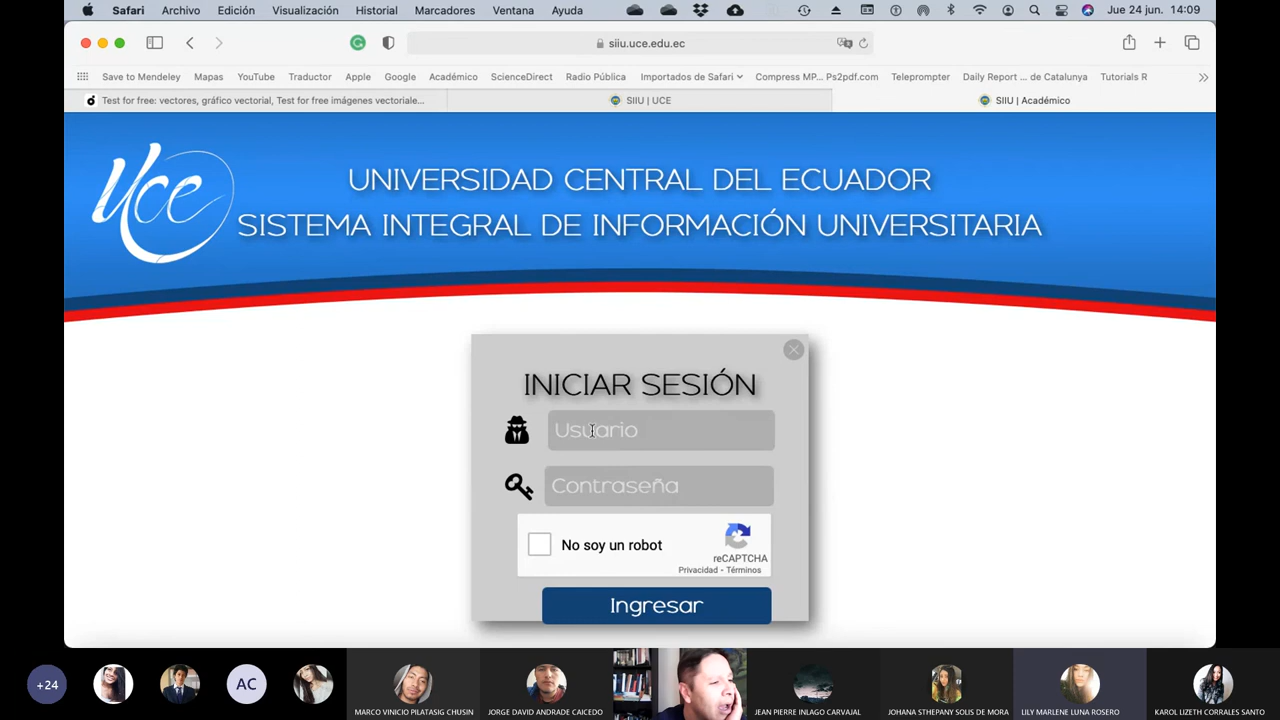 Safari Archivo Edición Visualización Historial Marcadores Ventana Ayuda Jue 24 jun. 14:09
siiu.uce.edu.ec
Save to Mendeley Mapas YouTube Traductor Apple Google Académico ScienceDirect Radio Pública Importados de Safari Compress MP... Ps2pdf.com Teleprompter Daily Report ... de Catalunya Tutorials R
Test for free: vectores, gráfico vectorial, Test for free imágenes vectoriale... SIIU | UCE SIIU | Académico
Uce
UNIVERSIDAD CENTRAL DEL ECUADOR
SISTEMA INTEGRAL DE INFORMACIÓN UNIVERSITARIA
INICIAR SESIÓN
Usuario
Contraseña
No soy un robot
reCAPTCHA
Privacidad - Términos
Ingresar
+24 AC
MARCO VINICIO PILATASIG CHUSIN JORGE DAVID ANDRADE CAICEDO JEAN PIERRE INLAGO CARVAJAL JOHANA STHEPANY SOLIS DE MORA LILY MARLENE LUNA ROSERO KAROL LIZETH CORRALES SANTO